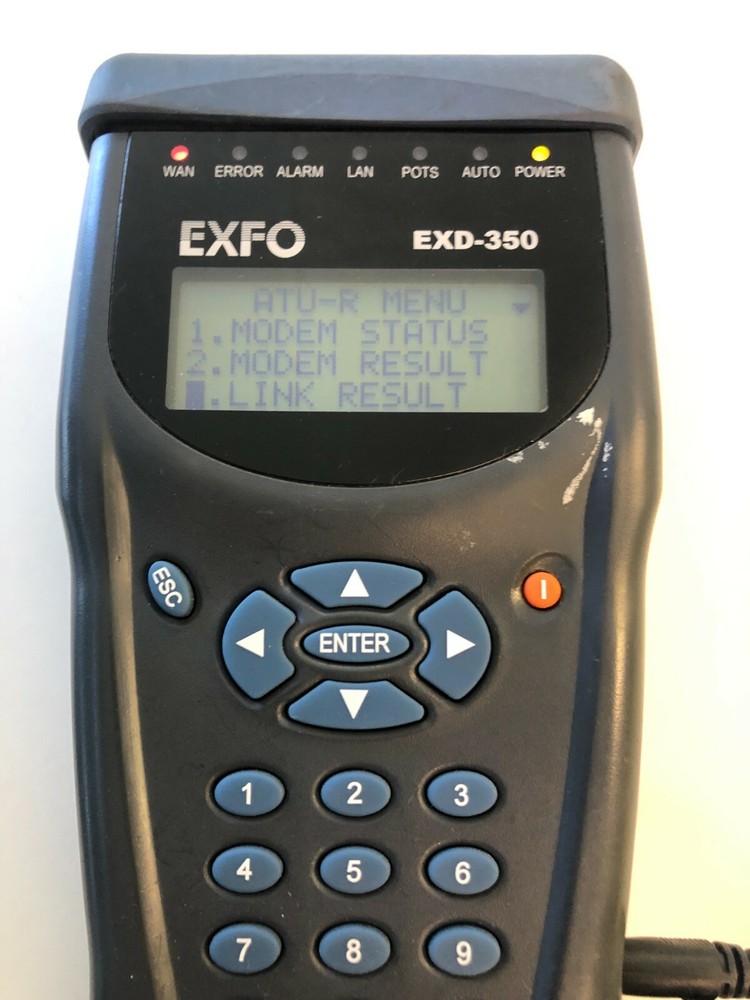 WAN ERROR ALARM LAN POTS AUTO POWER
EXFO EXD-350
ATU-R MENU
1.MODEM STATUS
2.MODEM RESULT
.LINK RESULT
ESC
ENTER
1 2 3
4 5 6
7 8 9